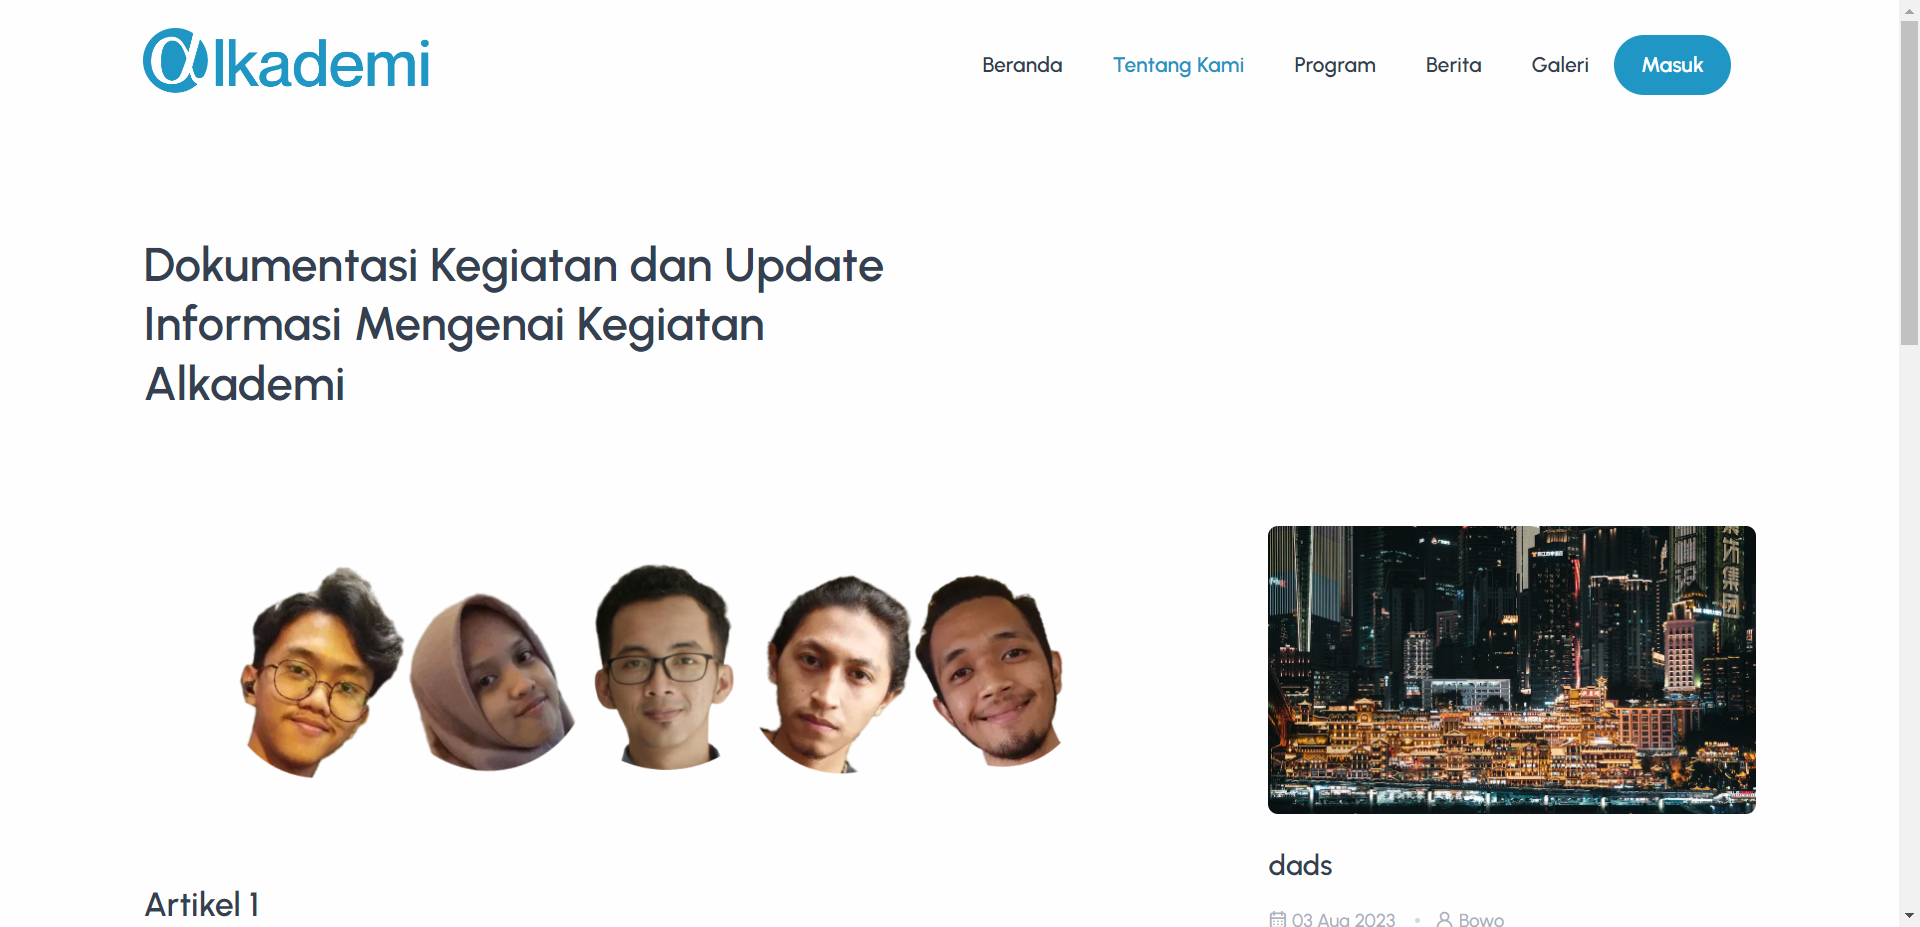 alkademi
Beranda
Tentang Kami
Program
Berita
Galeri
Masuk
Dokumentasi Kegiatan dan Update
Informasi Mengenai Kegiatan
Alkademi
Artikel 1
dads
03 Aug 2023 • Bowo